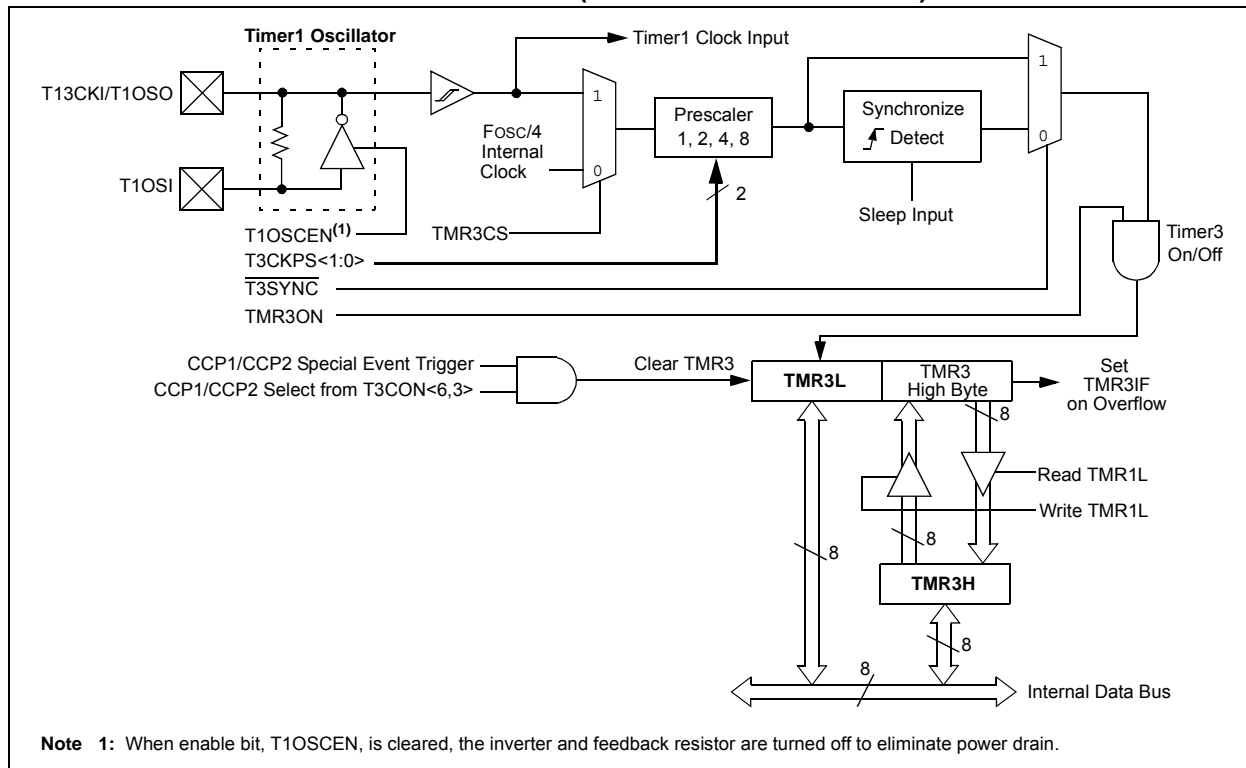 Timer1 Oscillator
Timer1 Clock Input
T13CKI/T1OSO
1
1
Prescaler
1, 2, 4, 8
Synchronize
Detect
FOSC/4
Internal
Clock
0
0
T1OSI
2
Sleep Input
T1OSCEN(1)
TMR3CS
Timer3
On/Off
T3CKPS<1:0>
T3SYNC
TMR3ON
CCP1/CCP2 Special Event Trigger
CCP1/CCP2 Select from T3CON<6,3>
Clear TMR3
TMR3L
TMR3
High Byte
Set
TMR3IF
on Overflow
8
Read TMR1L
Write TMR1L
8
8
TMR3H
8
8
Internal Data Bus
Note 1: When enable bit, T1OSCEN, is cleared, the inverter and feedback resistor are turned off to eliminate power drain.